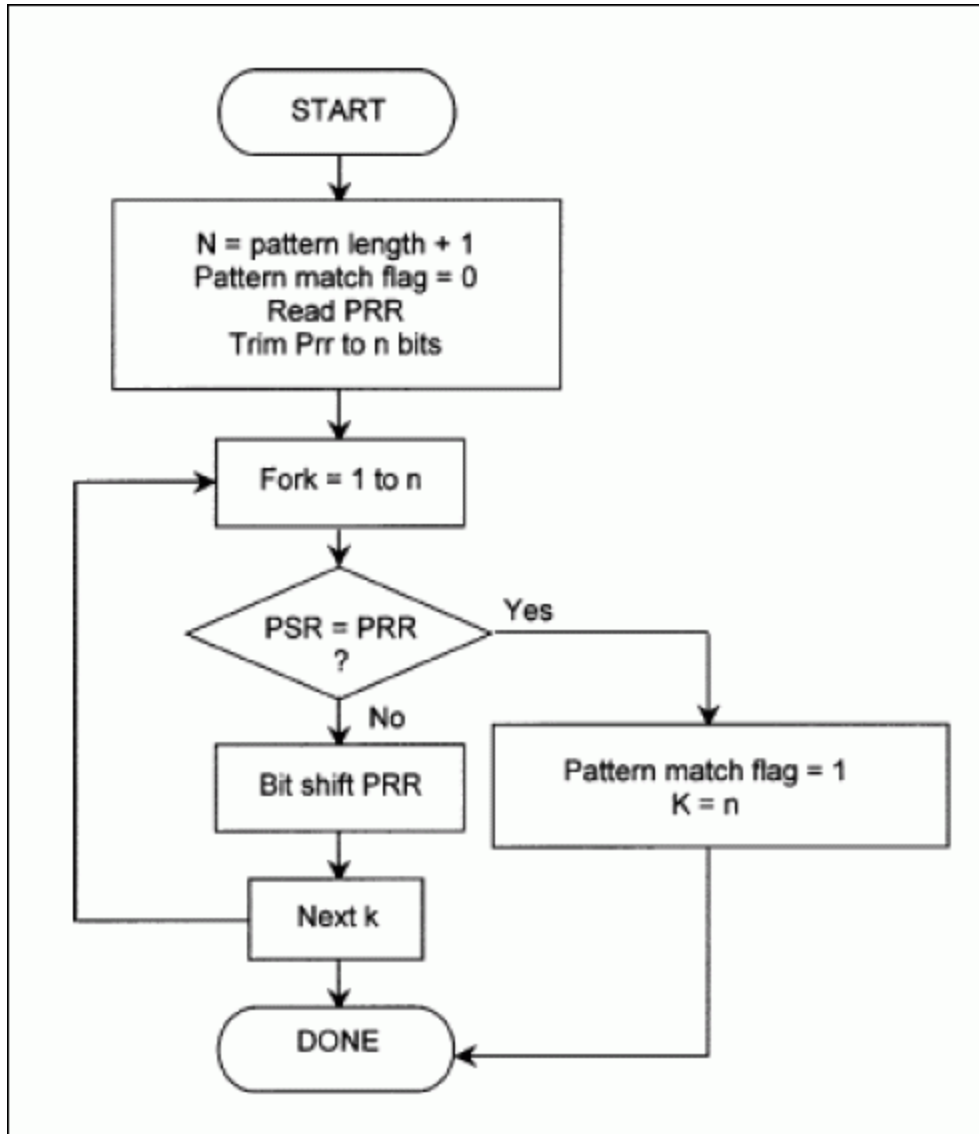 START
N = pattern length + 1
Pattern match flag = 0
Read PRR
Trim Prr to n bits
Fork = 1 to n
PSR = PRR
?
Yes
No
Bit shift PRR
Pattern match flag = 1
K = n
Next k
DONE